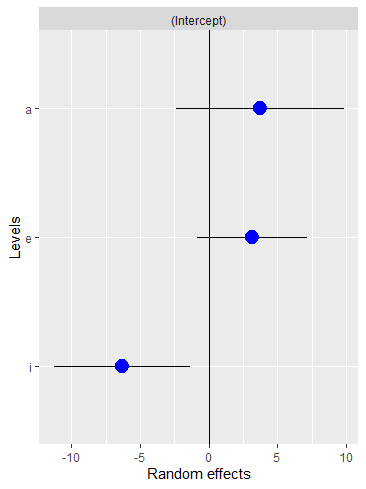 (Intercept)
Levels
a
e
i
-10 -5 0 5 10
Random effects